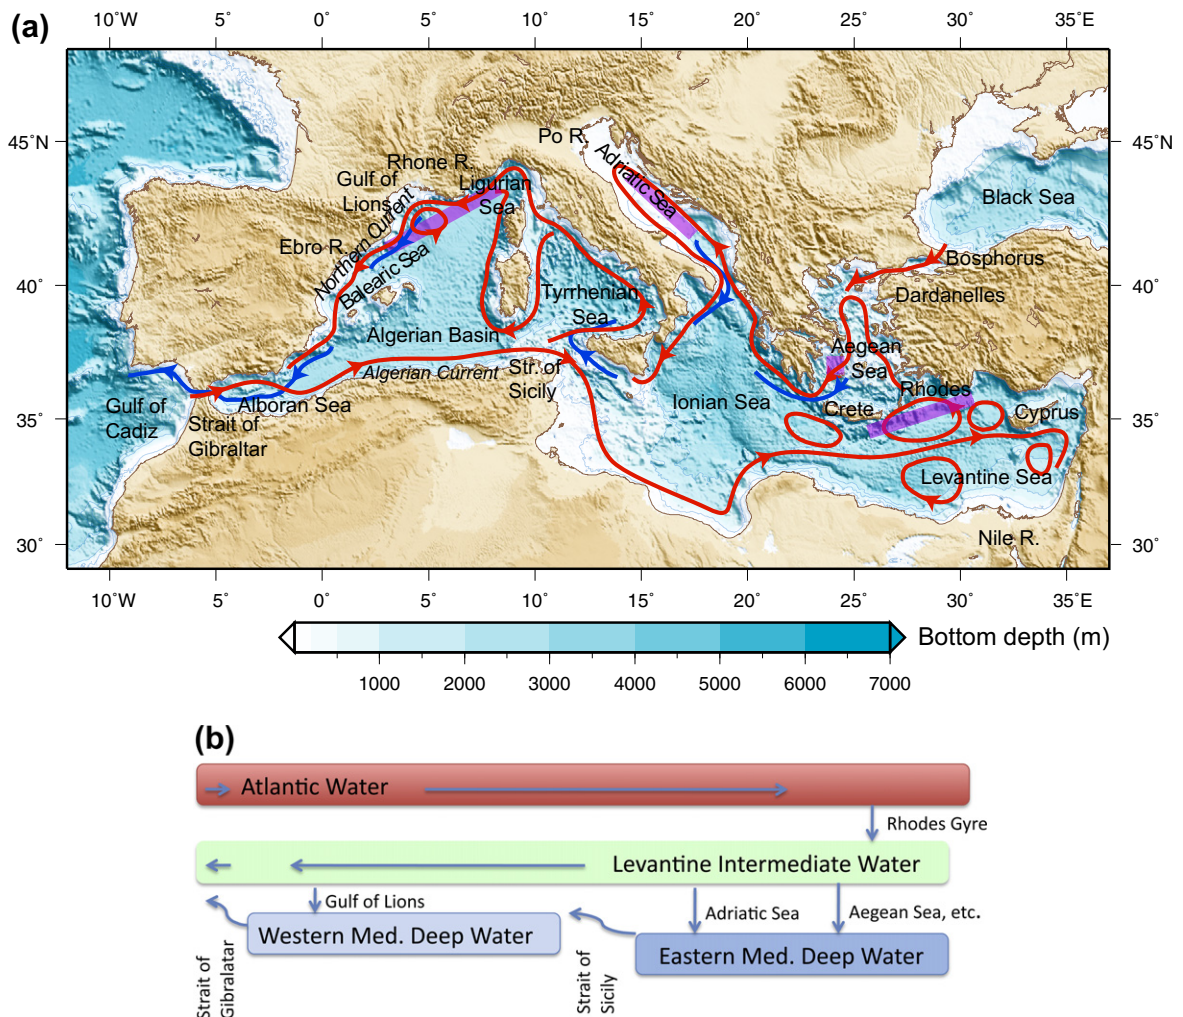 (a)
10˚W 5˚ 0˚ 5˚ 10˚ 15˚ 20˚ 25˚ 30˚ 35˚E
45˚N 45˚N
40˚ 40˚
35˚ 35˚
30˚ 30˚
Po R.
Adriatic Sea
Rhone R.
Gulf of
Lions
Ligurian
Sea
Northern Current
Ebro R.
Balearic Sea
Black Sea
Bosphorus
Dardanelles
Tyrrhenian
Sea
Algerian Basin
Aegean
Sea
Algerian Current
Str. of
Sicily
Rhodes
Ionian Sea
Crete
Cyprus
Gulf of
Cadiz
Alboran Sea
Strait of
Gibraltar
Levantine Sea
Nile R.
10˚W 5˚ 0˚ 5˚ 10˚ 15˚ 20˚ 25˚ 30˚ 35˚E
Bottom depth (m)
1000 2000 3000 4000 5000 6000 7000
(b)
Atlantic Water
Rhodes Gyre
Levantine Intermediate Water
Gulf of Lions
Adriatic Sea
Aegean Sea, etc.
Western Med. Deep Water
Eastern Med. Deep Water
Strait of
Gibralatar
Strait of
Sicily